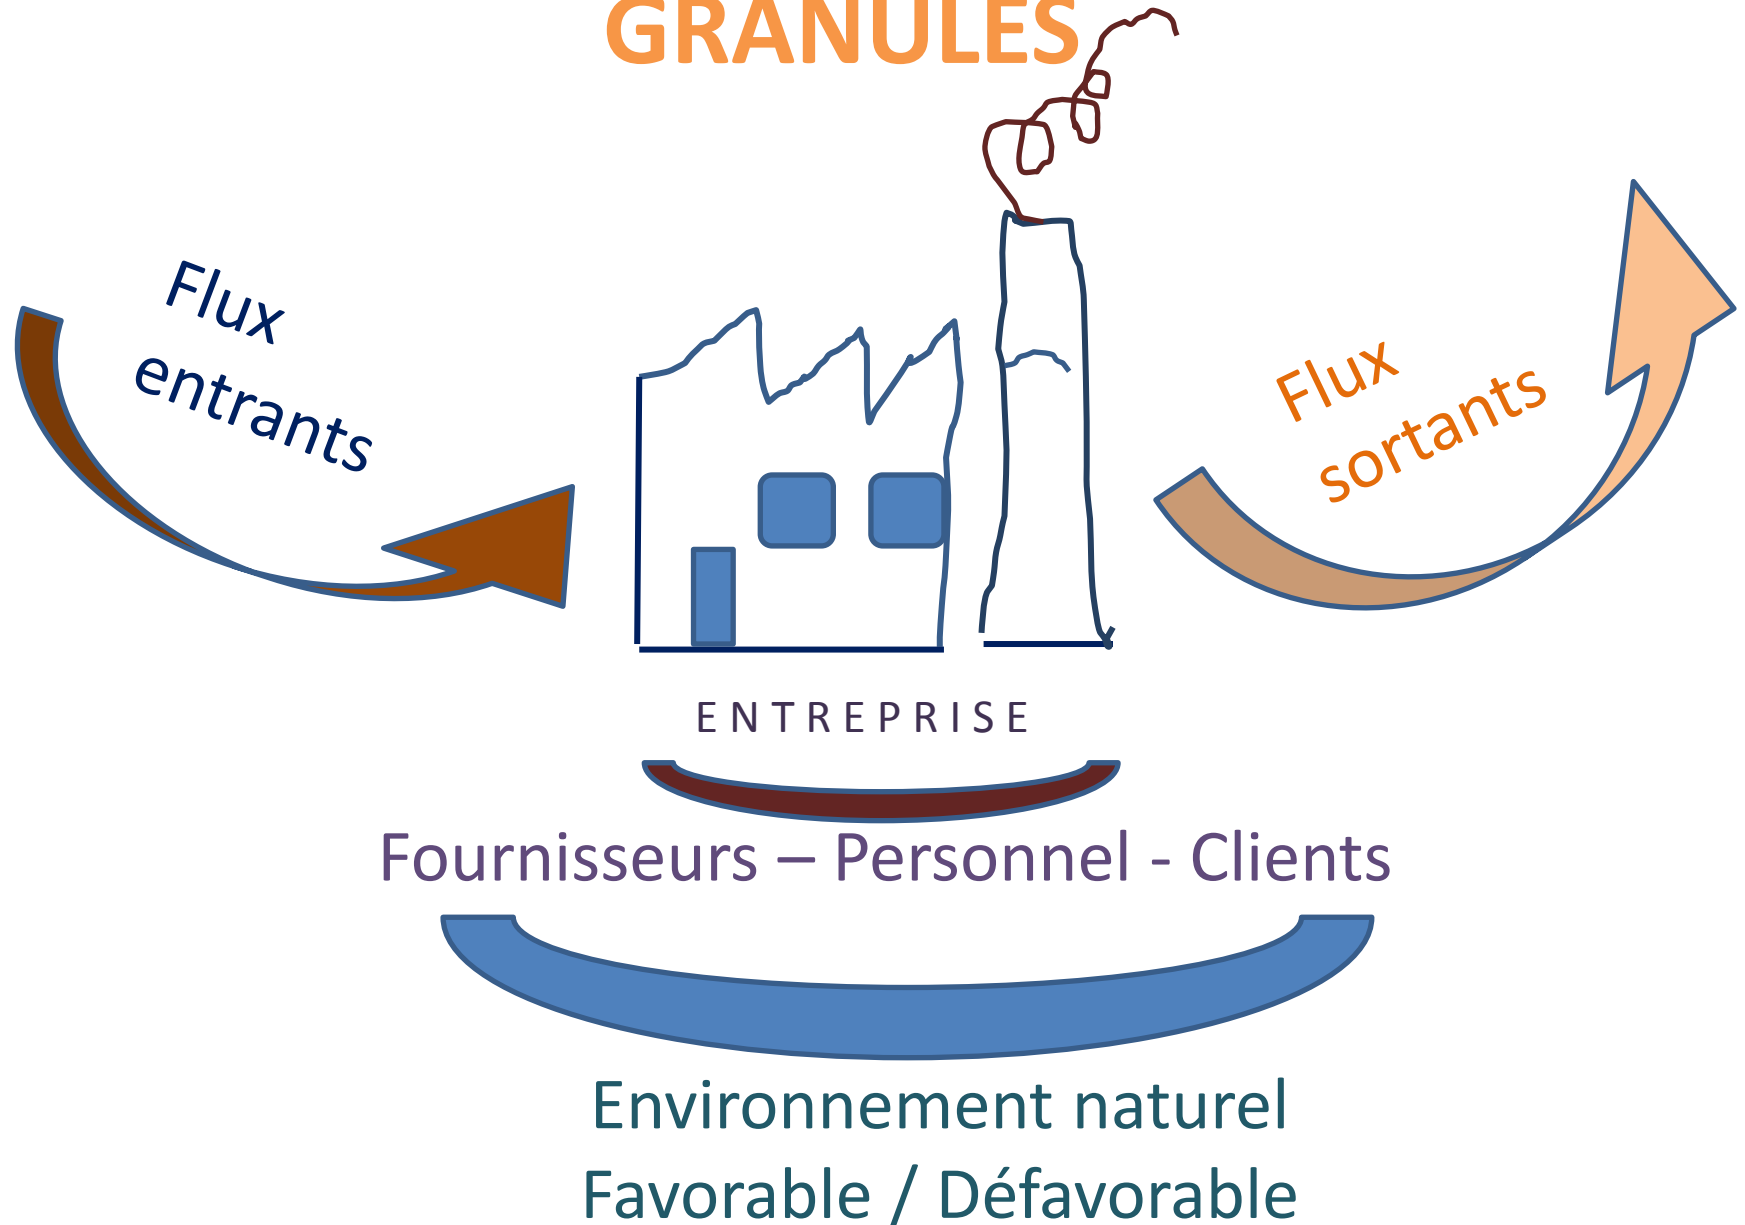 GRANULES
Flux
entrants
Flux
sortants
ENTREPRISE
Fournisseurs – Personnel - Clients
Environnement naturel
Favorable / Défavorable